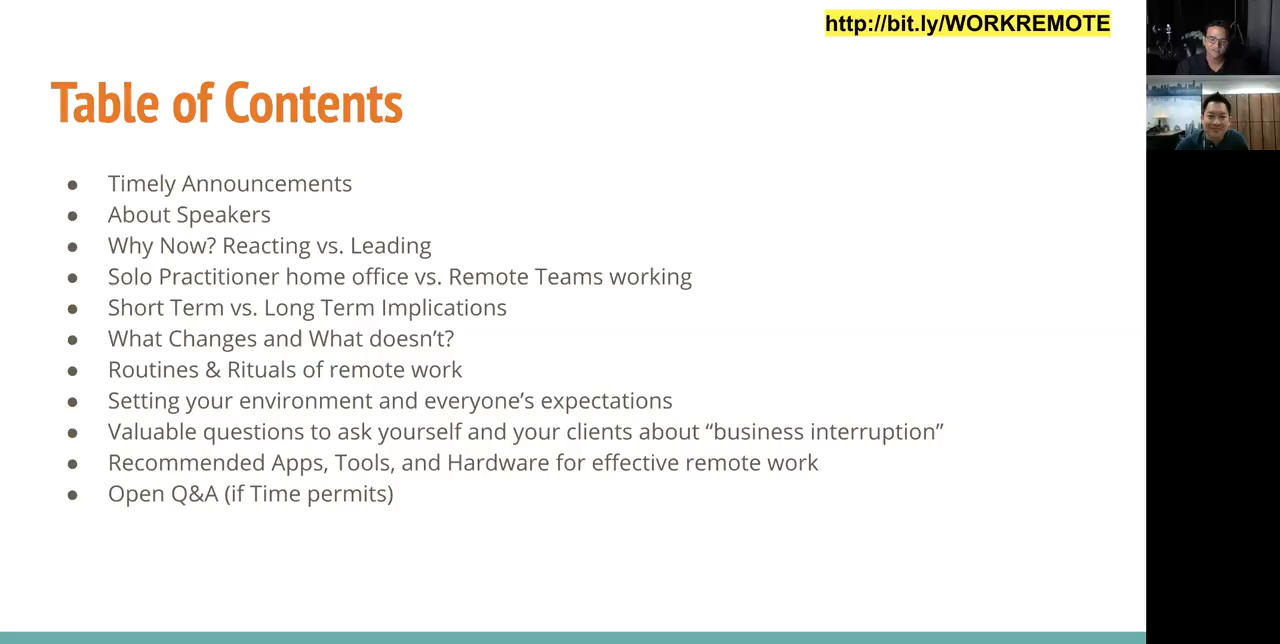 http://bit.ly/WORKREMOTE
Table of Contents
● Timely Announcements
● About Speakers
● Why Now? Reacting vs. Leading
● Solo Practitioner home office vs. Remote Teams working
● Short Term vs. Long Term Implications
● What Changes and What doesn’t?
● Routines & Rituals of remote work
● Setting your environment and everyone’s expectations
● Valuable questions to ask yourself and your clients about “business interruption”
● Recommended Apps, Tools, and Hardware for effective remote work
● Open Q&A (if Time permits)